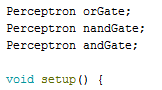 Perceptron orGate;
Perceptron nandGate;
Perceptron andGate;
void setup() {